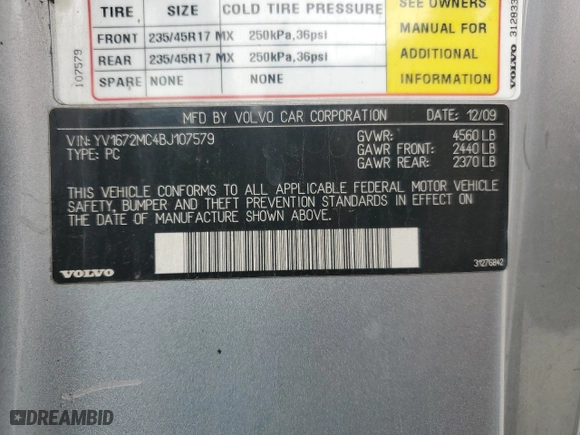 TIRE SIZE COLD TIRE PRESSURE
FRONT 235/45R17 MX 250kPa,36psi
REAR 235/45R17 MX 250kPa,36psi
SPARE NONE NONE
SEE OWNERS
MANUAL FOR
ADDITIONAL
INFORMATION
107579
VOLVO
MFD BY VOLVO CAR CORPORATION DATE: 12/09
VIN: YV1672MC4BJ107579 GVWR: 4560 LB
TYPE: PC GAWR FRONT: 2440 LB
GAWR REAR: 2370 LB
THIS VEHICLE CONFORMS TO ALL APPLICABLE FEDERAL MOTOR VEHICLE
SAFETY, BUMPER AND THEFT PREVENTION STANDARDS IN EFFECT ON
THE DATE OF MANUFACTURE SHOWN ABOVE.
VOLVO
31276842
DREAMBID